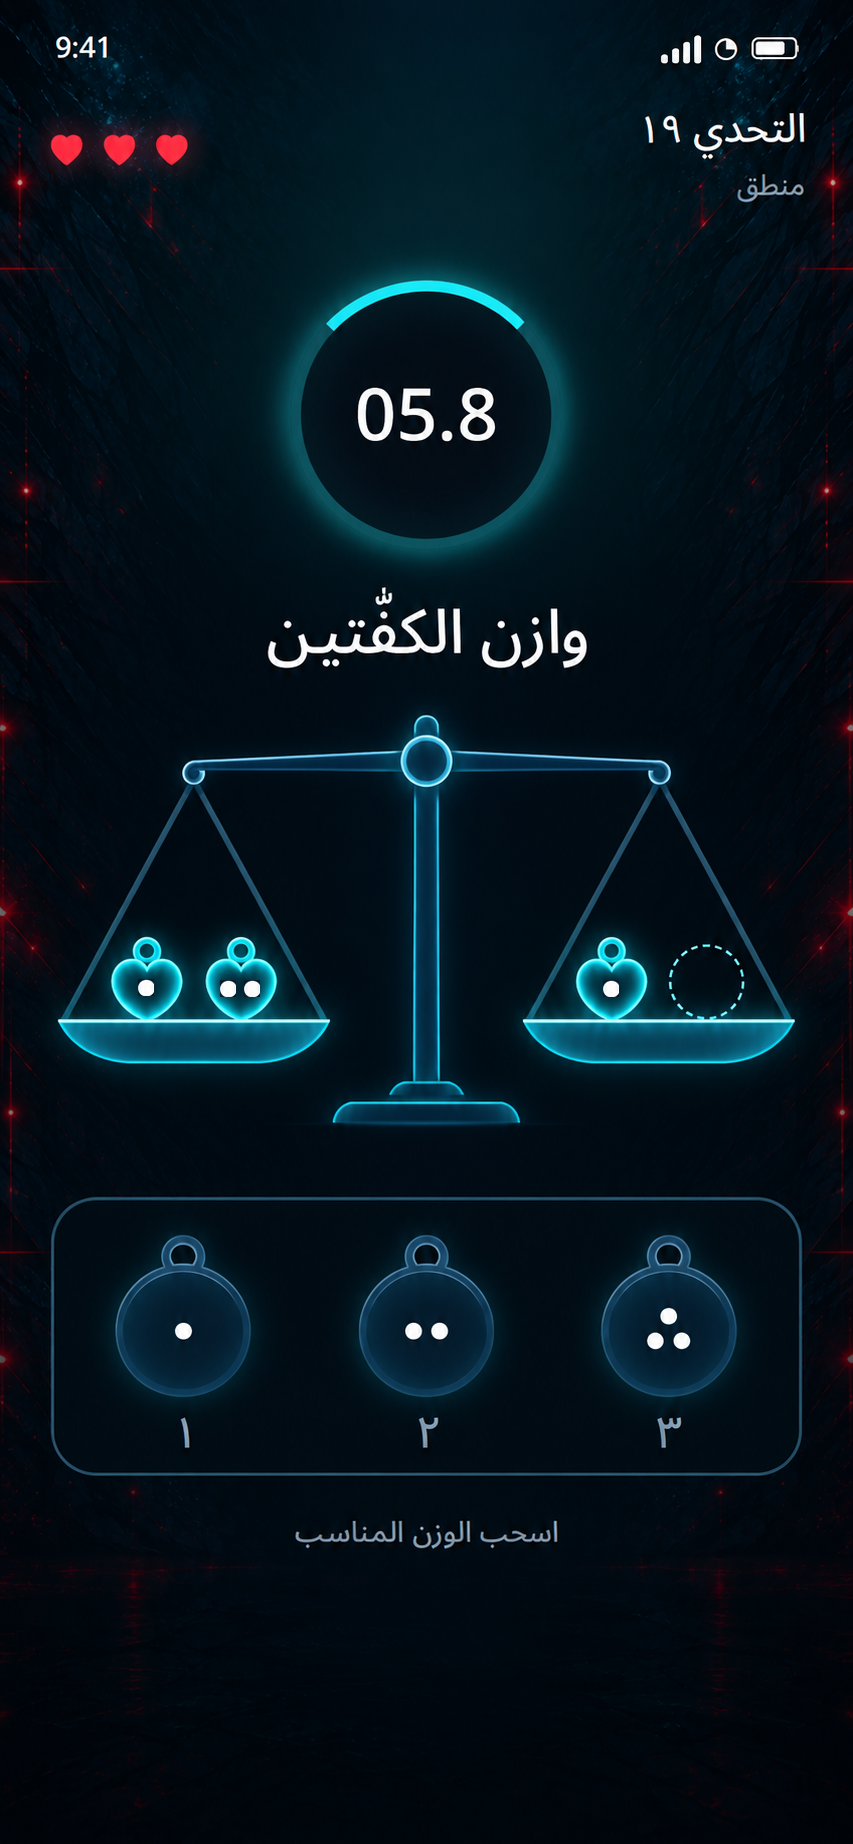 9:41
التحدي ١٩
منطق
05.8
وازن الكفّتين
١
٢
٣
اسحب الوزن المناسب